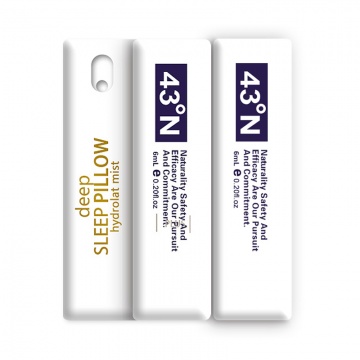 deep
SLEEP PILLOW
hydrolat mist
43°N
Naturality Safety And
Efficacy Are Our Pursuit
And Commitment.
6mL ℮ 0.20fl.oz
43°N
Naturality Safety And
Efficacy Are Our Pursuit
And Commitment.
6mL ℮ 0.20fl.oz